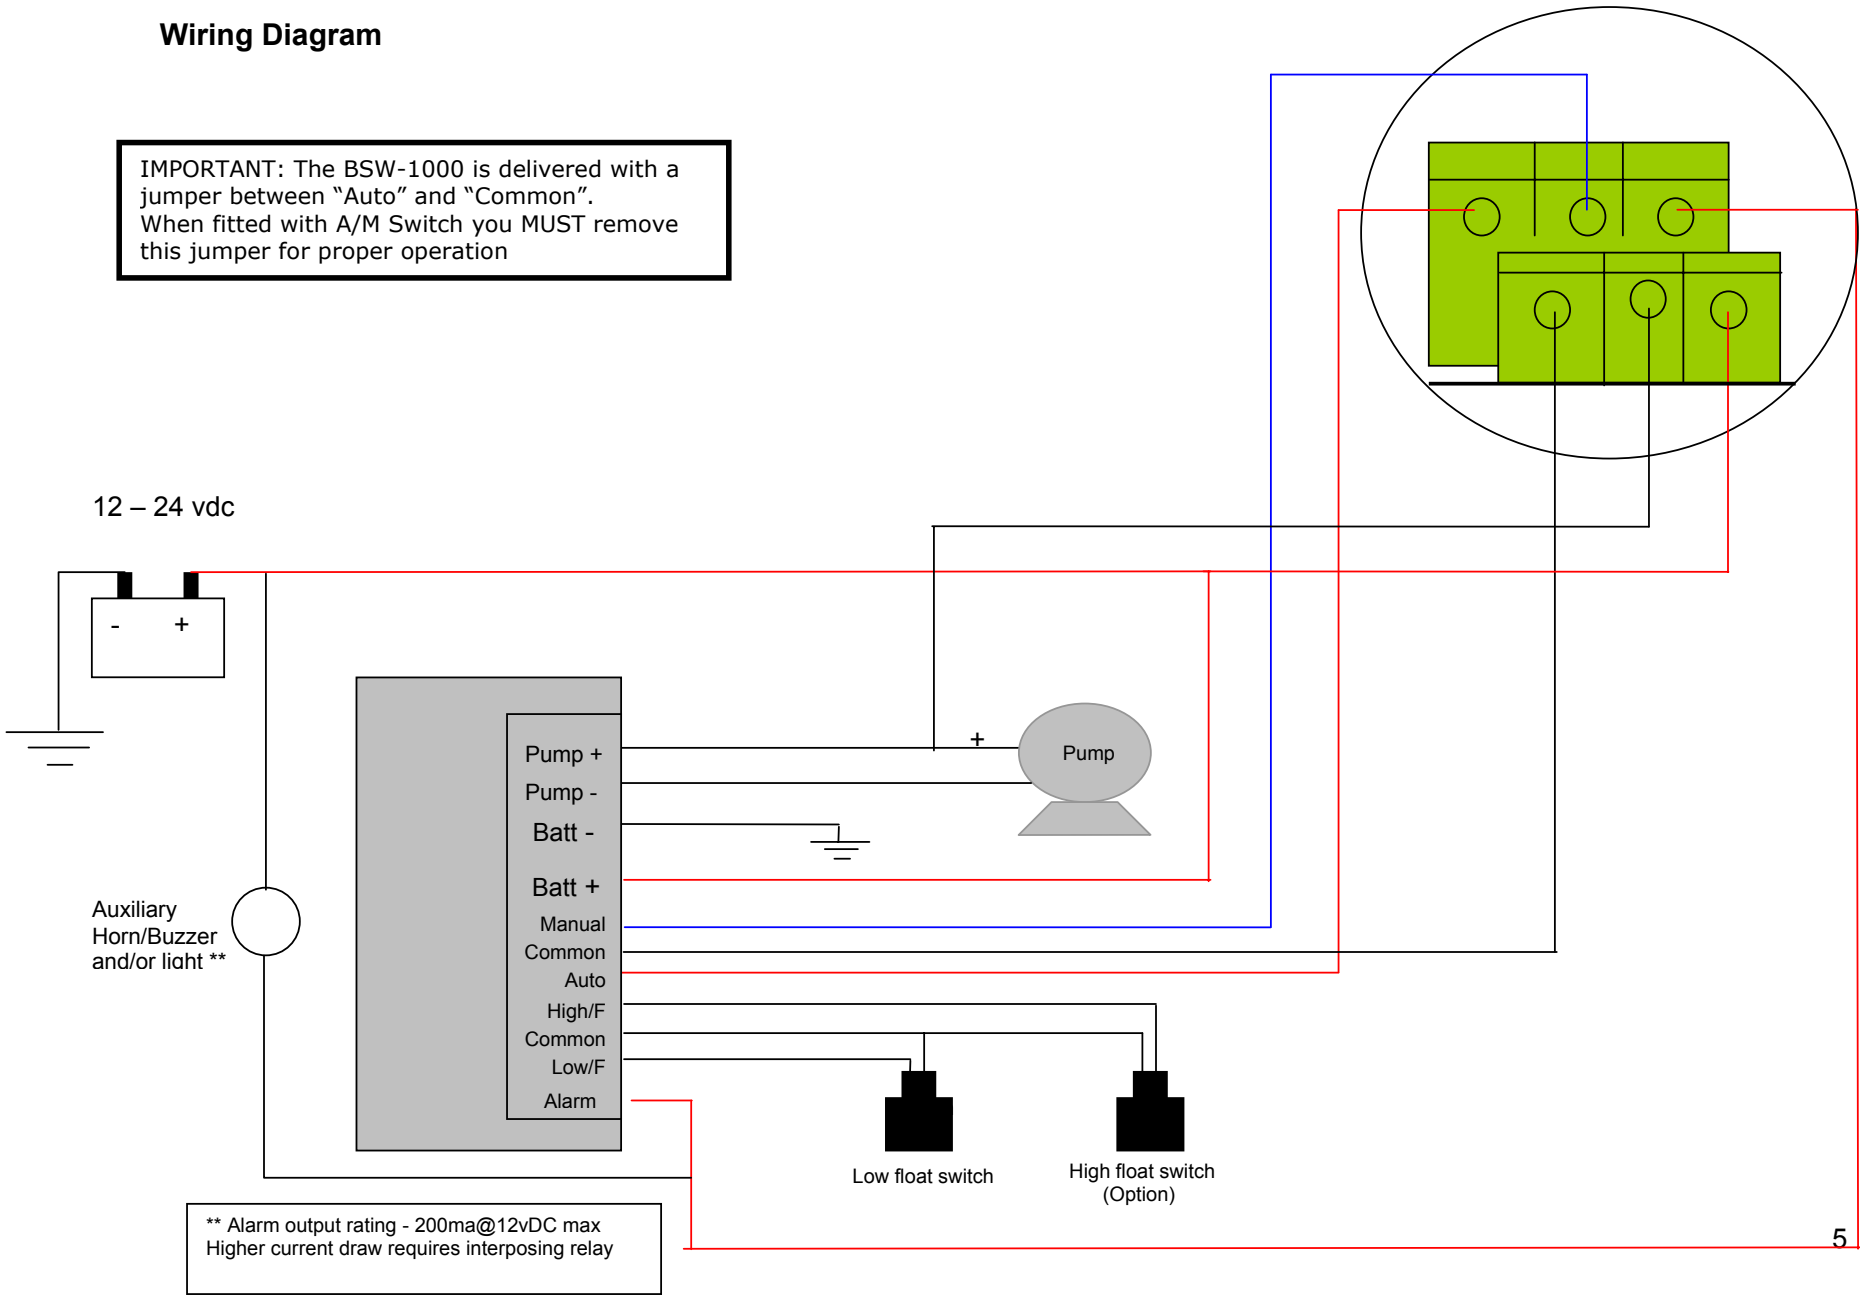 Wiring Diagram
IMPORTANT: The BSW-1000 is delivered with a
jumper between “Auto” and “Common”.
When fitted with A/M Switch you MUST remove
this jumper for proper operation
12 – 24 vdc
- +
Pump +
Pump -
Batt -
Batt +
Manual
Common
Auto
High/F
Common
Low/F
Alarm
+
Pump
Auxiliary
Horn/Buzzer
and/or light **
Low float switch
High float switch
(Option)
** Alarm output rating - 200ma@12vDC max
Higher current draw requires interposing relay
5